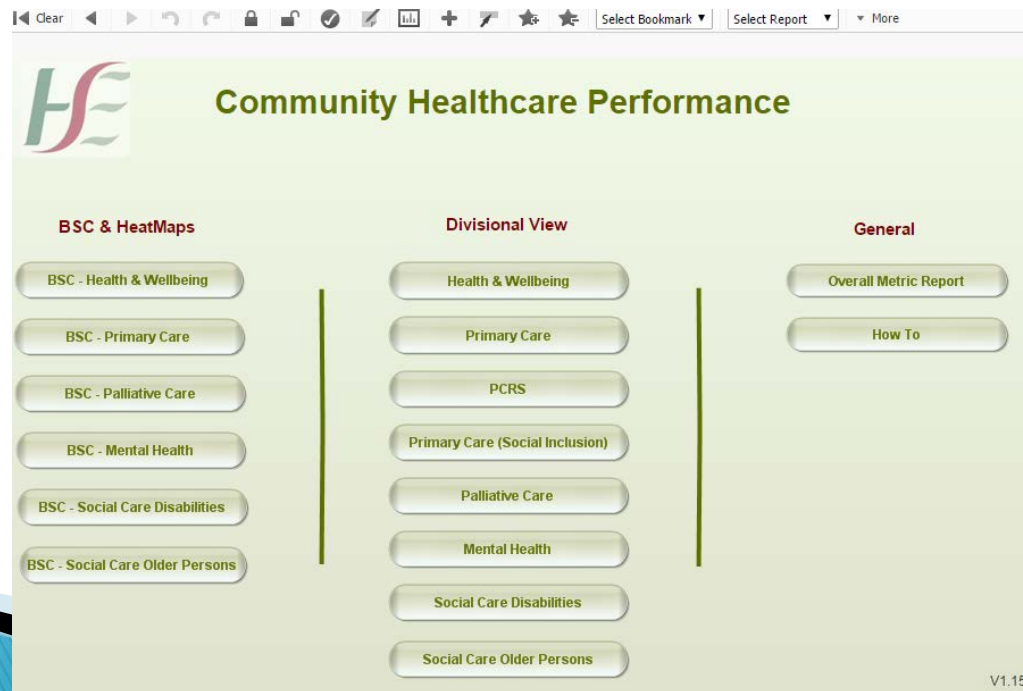 Clear Select Bookmark Select Report More
HSE
Community Healthcare Performance
BSC & HeatMaps
BSC - Health & Wellbeing
BSC - Primary Care
BSC - Palliative Care
BSC - Mental Health
BSC - Social Care Disabilities
BSC - Social Care Older Persons
Divisional View
Health & Wellbeing
Primary Care
PCRS
Primary Care (Social Inclusion)
Palliative Care
Mental Health
Social Care Disabilities
Social Care Older Persons
General
Overall Metric Report
How To
V1.15